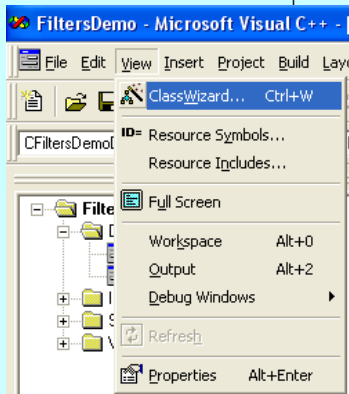 FiltersDemo - Microsoft Visual C++ -
File Edit View Insert Project Build
ClassWizard... Ctrl+W
ID= Resource Symbols...
Resource Includes...
Full Screen
Workspace Alt+0
Output Alt+2
Debug Windows
Refresh
Properties Alt+Enter